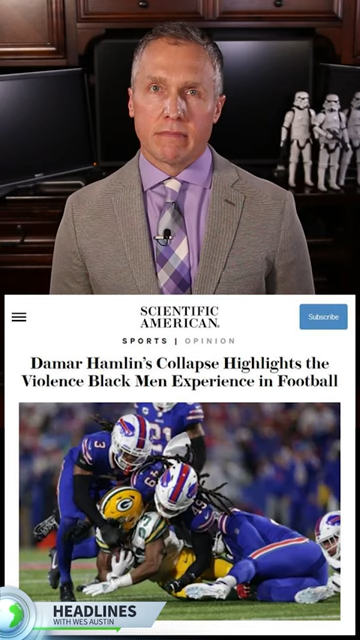 SCIENTIFIC
AMERICAN.
Subscribe
SPORTS | OPINION
Damar Hamlin's Collapse Highlights the
Violence Black Men Experience in Football
HEADLINES
WITH WES AUSTIN